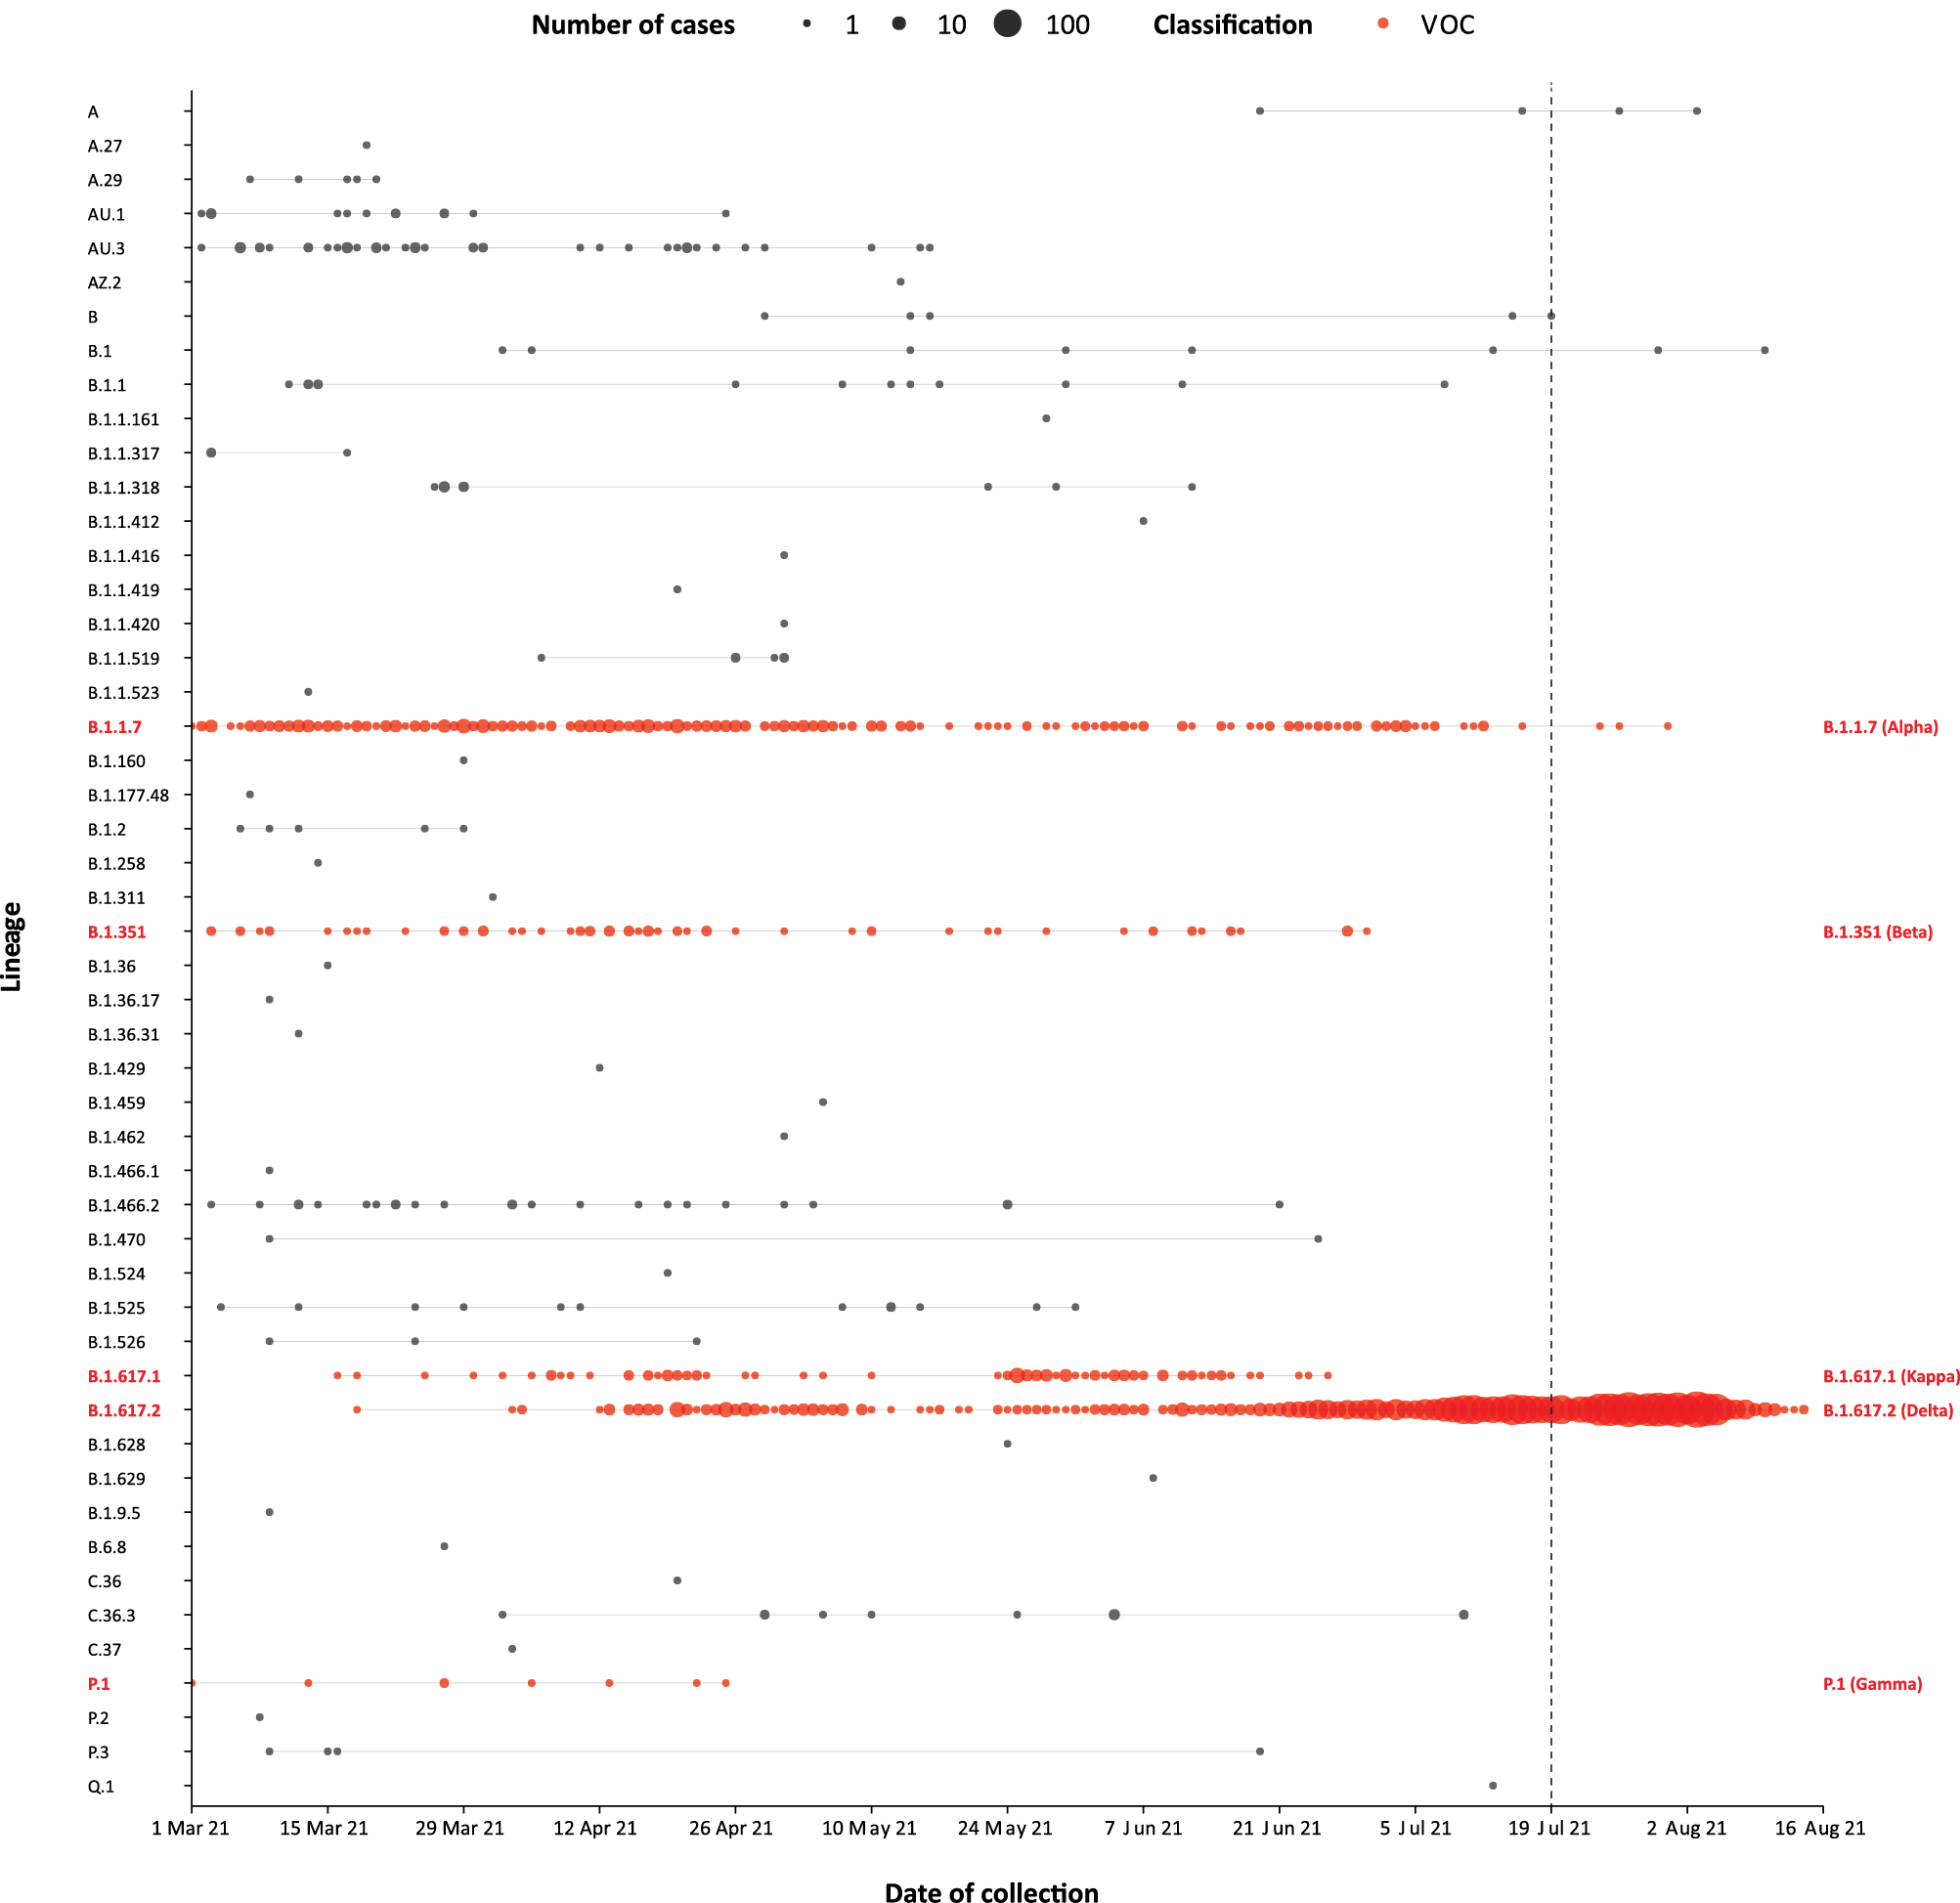 Number of cases 1 10 100 Classification VOC
A
A.27
A.29
AU.1
AU.3
AZ.2
B
B.1
B.1.1
B.1.1.161
B.1.1.317
B.1.1.318
B.1.1.412
B.1.1.416
B.1.1.419
B.1.1.420
B.1.1.519
B.1.1.523
B.1.1.7 B.1.1.7 (Alpha)
B.1.160
B.1.177.48
B.1.2
B.1.258
B.1.311
B.1.351 B.1.351 (Beta)
Lineage
B.1.36
B.1.36.17
B.1.36.31
B.1.429
B.1.459
B.1.462
B.1.466.1
B.1.466.2
B.1.470
B.1.524
B.1.525
B.1.526
B.1.617.1 B.1.617.1 (Kappa)
B.1.617.2 B.1.617.2 (Delta)
B.1.628
B.1.629
B.1.9.5
B.6.8
C.36
C.36.3
C.37
P.1 P.1 (Gamma)
P.2
P.3
Q.1
1 Mar 21 15 Mar 21 29 Mar 21 12 Apr 21 26 Apr 21 10 May 21 24 May 21 7 Jun 21 21 Jun 21 5 Jul 21 19 Jul 21 2 Aug 21 16 Aug 21
Date of collection